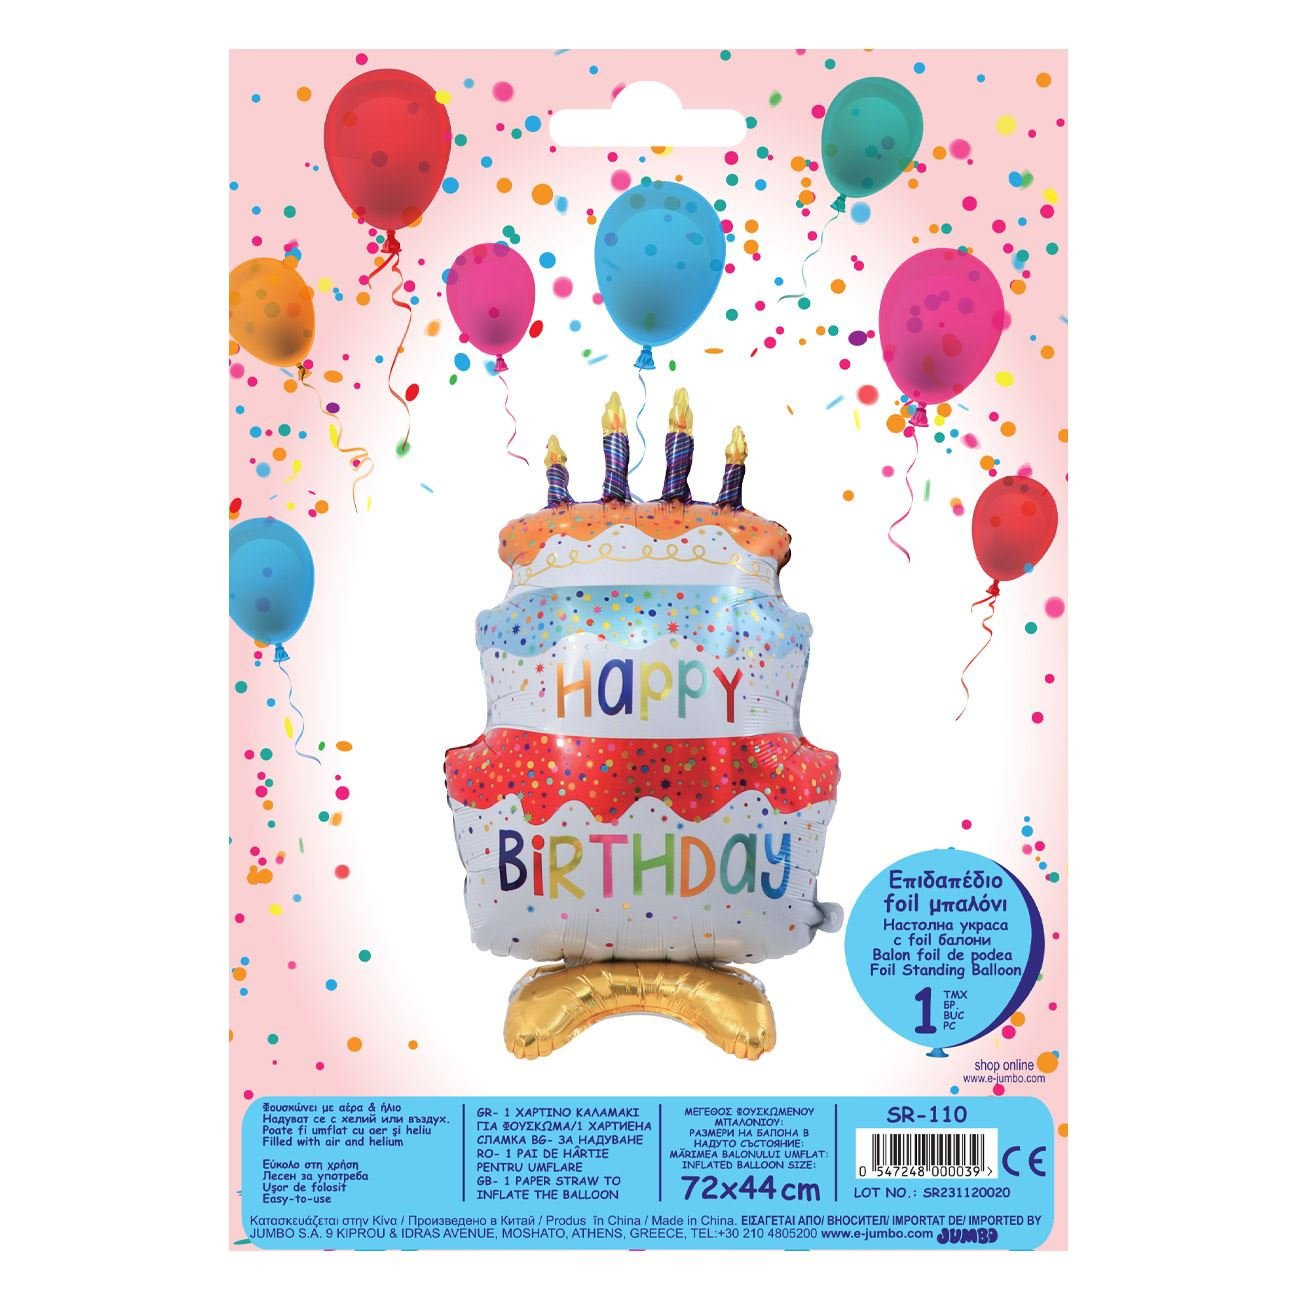 HAPPY
BiRTHDAY
Επιδαπέδιο
foil μπαλόνι
Настолна украса
с foil балони
Balon foil de podea
Foil Standing Balloon
1 ΤΜΧ
БР.
BUC
PC
shop online
www.e-jumbo.com
Φουσκώνει με αέρα & ήλιο
Надуват се с хелий или въздух.
Poate fi umflat cu aer și heliu
Filled with air and helium
Εύκολο στη χρήση
Лесен за употреба
Ușor de folosit
Easy-to-use
GR- 1 ΧΑΡΤΙΝΟ ΚΑΛΑΜΑΚΙ
ΓΙΑ ΦΟΥΣΚΩΜΑ/1 ХАРТИЕНА
СЛАМКА BG- ЗА НАДУВАНЕ
RO- 1 PAI DE HÂRTIE
PENTRU UMFLARE
GB- 1 PAPER STRAW TO
INFLATE THE BALLOON
ΜΕΓΕΘΟΣ ΦΟΥΣΚΩΜΕΝΟΥ
ΜΠΑΛΟΝΙΟΥ:
РАЗМЕРИ НА БАЛОНА В
НАДУТО СЪСТОЯНИЕ:
MĂRIMEA BALONULUI UMFLAT:
INFLATED BALLOON SIZE:
72x44cm
SR-110
0 547248 000039 >
CE
LOT NO.: SR231120020
Κατασκευάζεται στην Κίνα / Произведено в Китай / Produs în China / Made in China. ΕΙΣΑΓΕΤΑΙ ΑΠΟ/ ВНОСИТЕЛ/ IMPORTAT DE/ IMPORTED BY
JUMBO S.A. 9 KIPROU & IDRAS AVENUE, MOSHATO, ATHENS, GREECE, TEL:+30 210 4805200 www.e-jumbo.com JUMBO